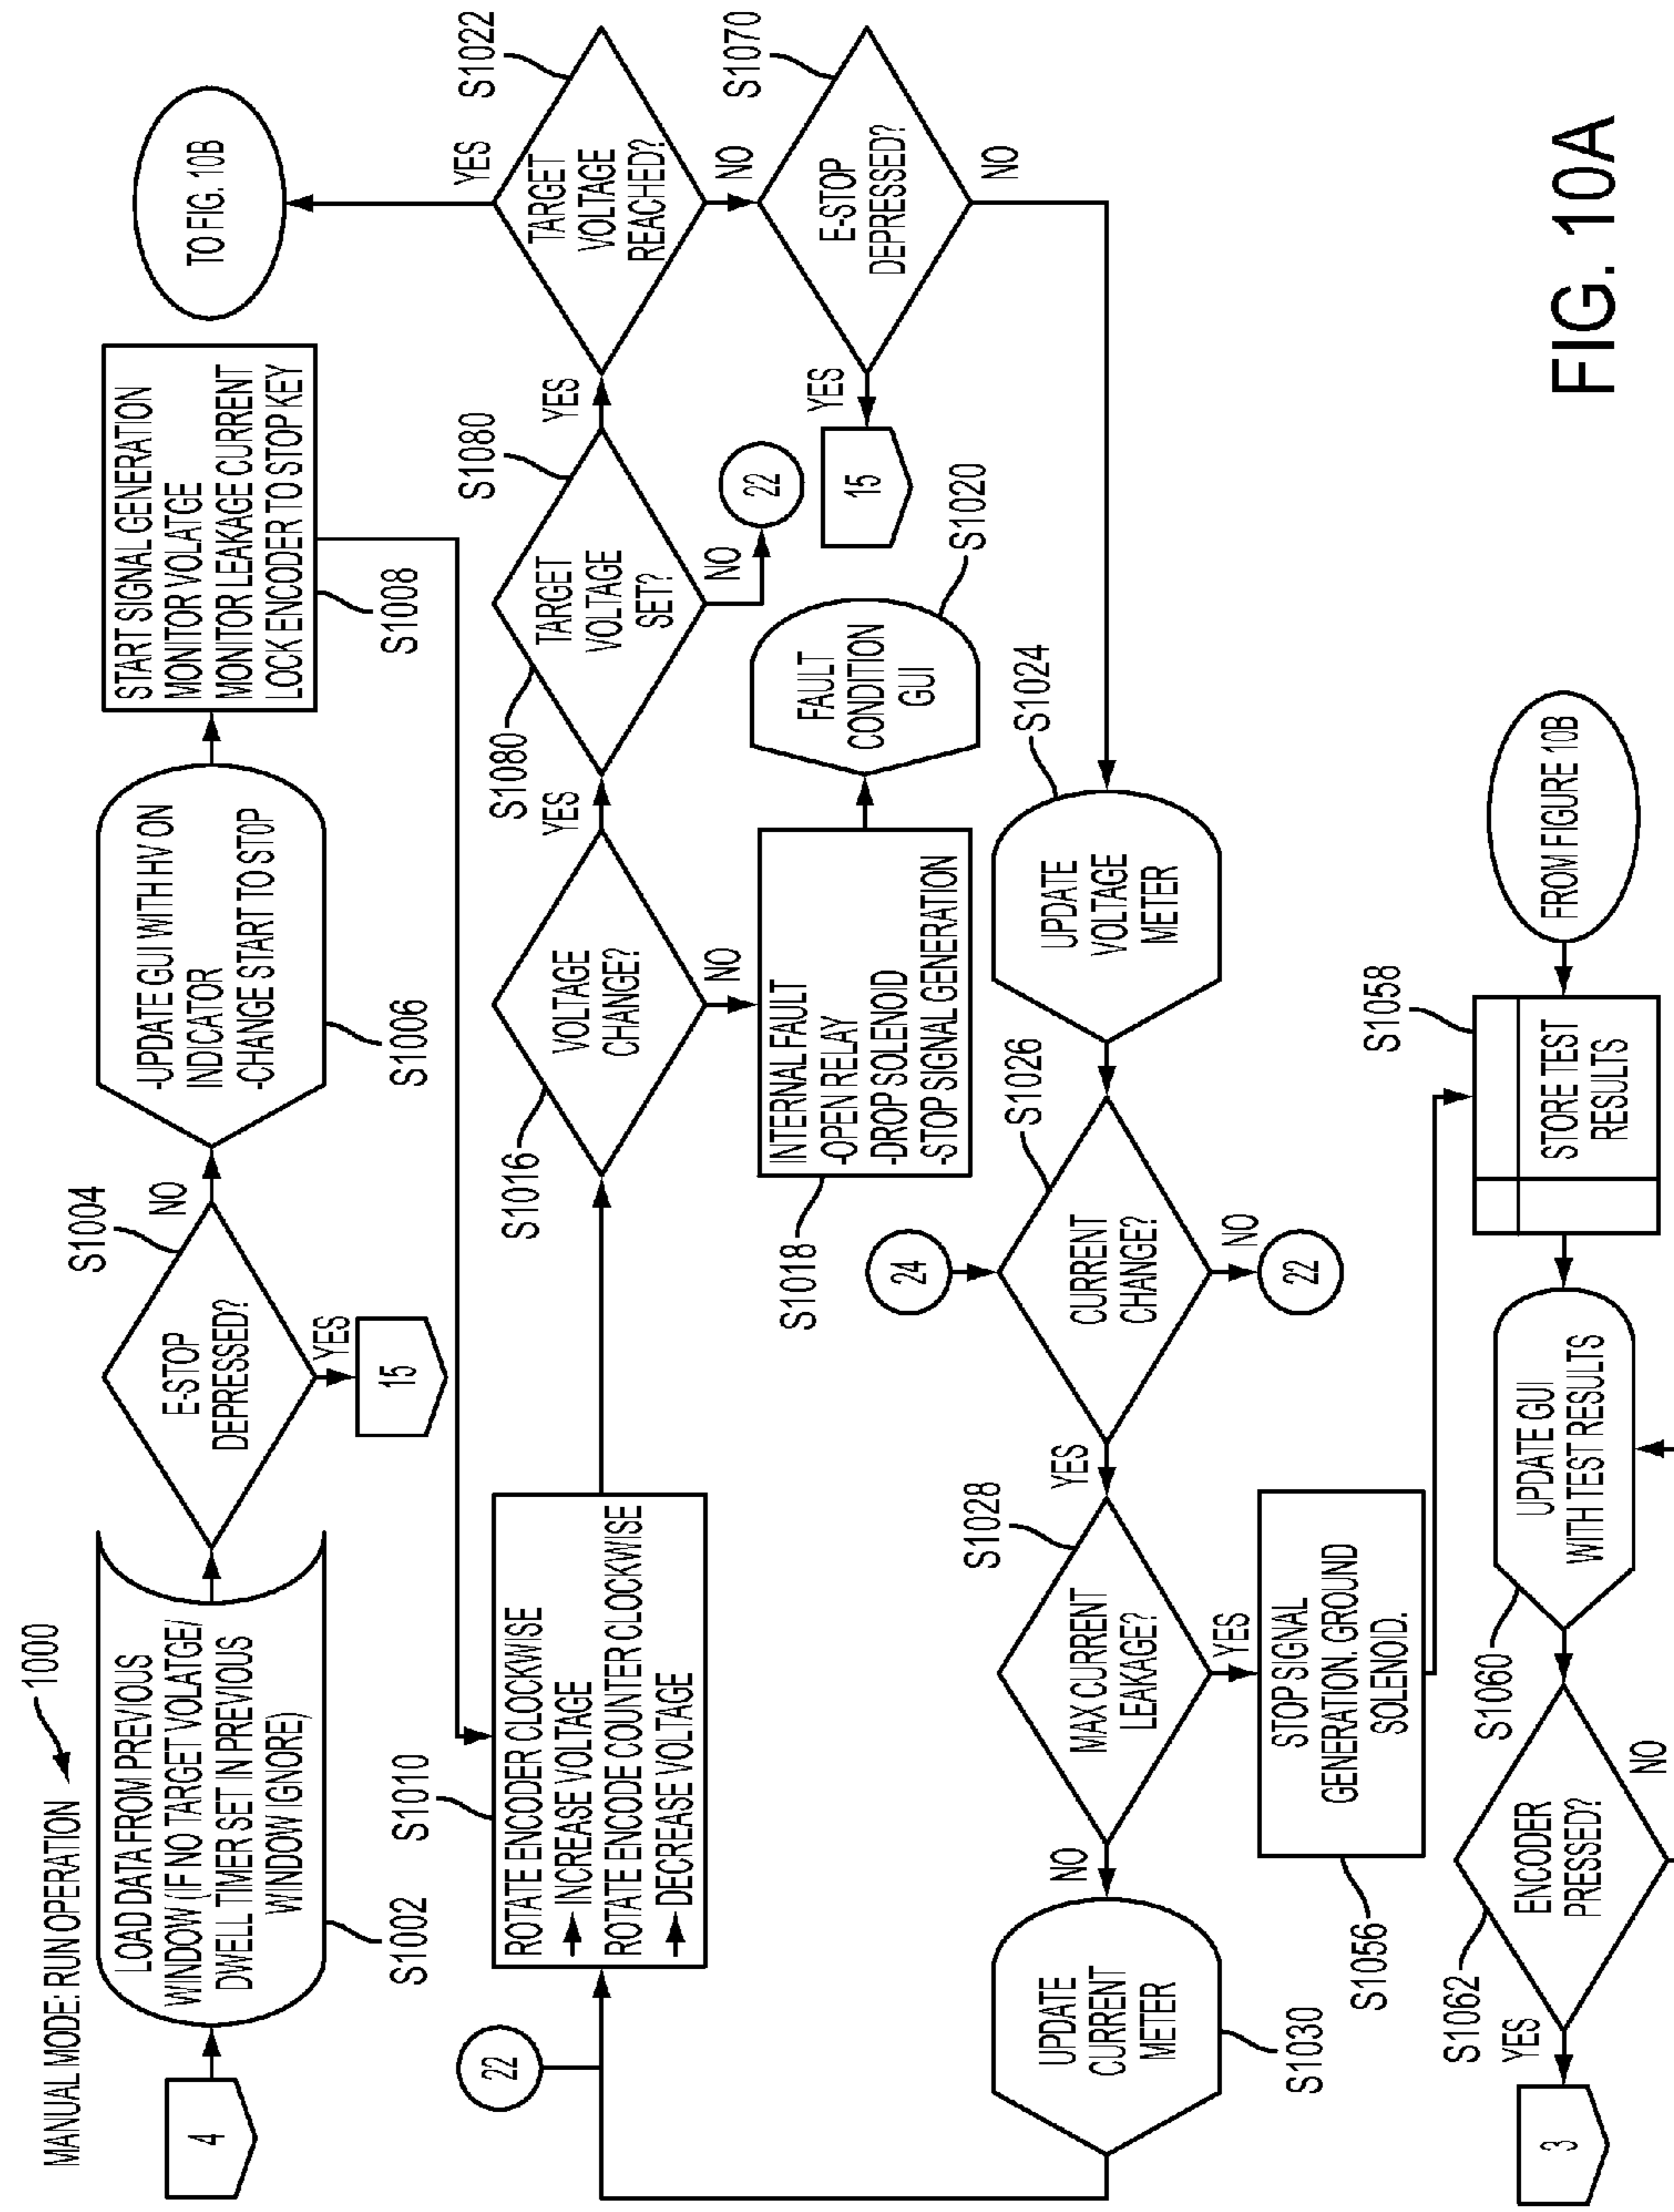 MANUAL MODE: RUN OPERATION
1000
4
LOAD DATA FROM PREVIOUS
WINDOW (IF NO TARGET VOLATGE/
DWELL TIMER SET IN PREVIOUS
WINDOW IGNORE)
S1002
E-STOP
DEPRESSED?
S1004
NO
YES
15
-UPDATE GUI WITH HV ON
INDICATOR
-CHANGE START TO STOP
S1006
START SIGNAL GENERATION
MONITOR VOLATGE
MONITOR LEAKAGE CURRENT
LOCK ENCODER TO STOP KEY
S1008
TO FIG. 10B
22
ROTATE ENCODER CLOCKWISE
INCREASE VOLTAGE
ROTATE ENCODE COUNTER CLOCKWISE
DECREASE VOLTAGE
S1010
VOLTAGE
CHANGE?
S1016
YES
NO
TARGET
VOLTAGE
SET?
S1080
S1080
YES
NO
22
TARGET
VOLTAGE
REACHED?
S1022
YES
NO
INTERNAL FAULT
-OPEN RELAY
-DROP SOLENOID
-STOP SIGNAL GENERATION
S1018
FAULT
CONDITION
GUI
S1020
E-STOP
DEPRESSED?
S1070
YES
15
NO
UPDATE
VOLTAGE
METER
S1024
24
CURRENT
CHANGE?
S1026
NO
22
YES
MAX CURRENT
LEAKAGE?
S1028
YES
NO
UPDATE
CURRENT
METER
S1030
STOP SIGNAL
GENERATION. GROUND
SOLENOID.
S1056
FROM FIGURE 10B
STORE TEST
RESULTS
S1058
UPDATE GUI
WITH TEST RESULTS
S1060
ENCODER
PRESSED?
S1062
NO
YES
3
FIG. 10A